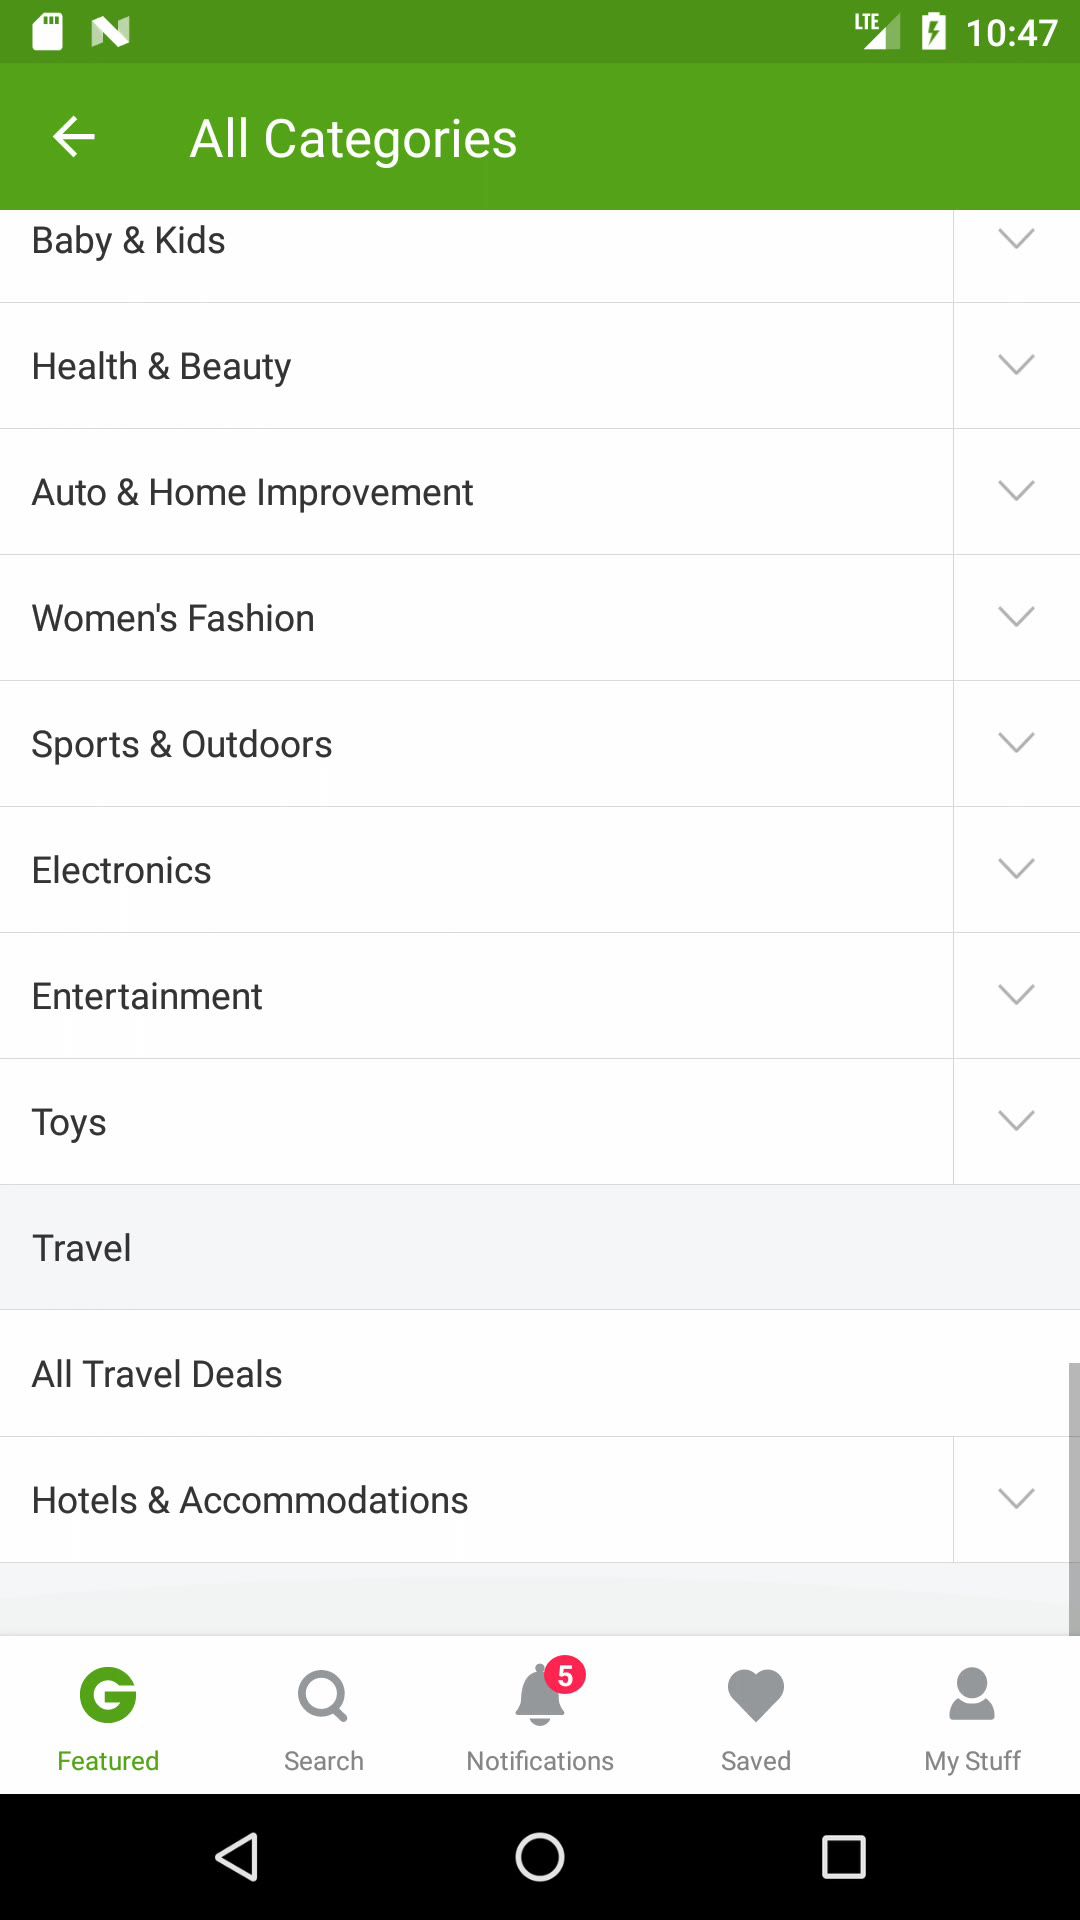 LTE 10:47
All Categories
Baby & Kids
Health & Beauty
Auto & Home Improvement
Women's Fashion
Sports & Outdoors
Electronics
Entertainment
Toys
Travel
All Travel Deals
Hotels & Accommodations
5
Featured Search Notifications Saved My Stuff